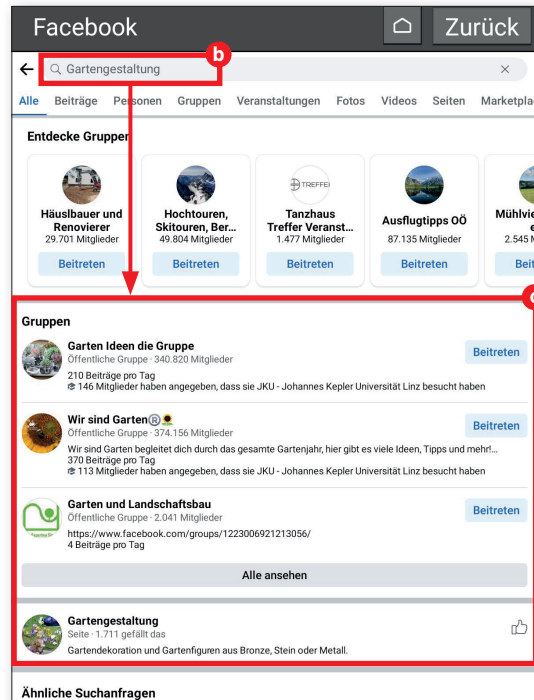 Facebook
Zurück
b
Gartengestaltung
Alle Beiträge Personen Gruppen Veranstaltungen Fotos Videos Seiten
Entdecke Gruppen
Häuslbauer und
Renovierer
29.701 Mitglieder
Beitreten
Hochtouren,
Skitouren, Ber...
49.804 Mitglieder
Beitreten
TREFFEI
Tanzhaus
Treffer Veranst...
1.477 Mitglieder
Beitreten
Ausflugtipps OÖ
87.135 Mitglieder
Beitreten
2.545
Gruppen
Garten Ideen die Gruppe
Öffentliche Gruppe · 340.820 Mitglieder
Beitreten
210 Beiträge pro Tag
146 Mitglieder haben angegeben, dass sie JKU - Johannes Kepler Universität Linz besucht haben
Wir sind Garten®🌻
Öffentliche Gruppe · 374.156 Mitglieder
Beitreten
Wir sind Garten begleitet dich durch das gesamte Gartenjahr, hier gibt es viele Ideen, Tipps und mehr!...
370 Beiträge pro Tag
113 Mitglieder haben angegeben, dass sie JKU - Johannes Kepler Universität Linz besucht haben
Garten und Landschaftsbau
Öffentliche Gruppe · 2.041 Mitglieder
Beitreten
https://www.facebook.com/groups/1223006921213056/
4 Beiträge pro Tag
Alle ansehen
Gartengestaltung
Seite · 1.711 gefällt das
Gartendekoration und Gartenfiguren aus Bronze, Stein oder Metall.
Ähnliche Suchanfragen